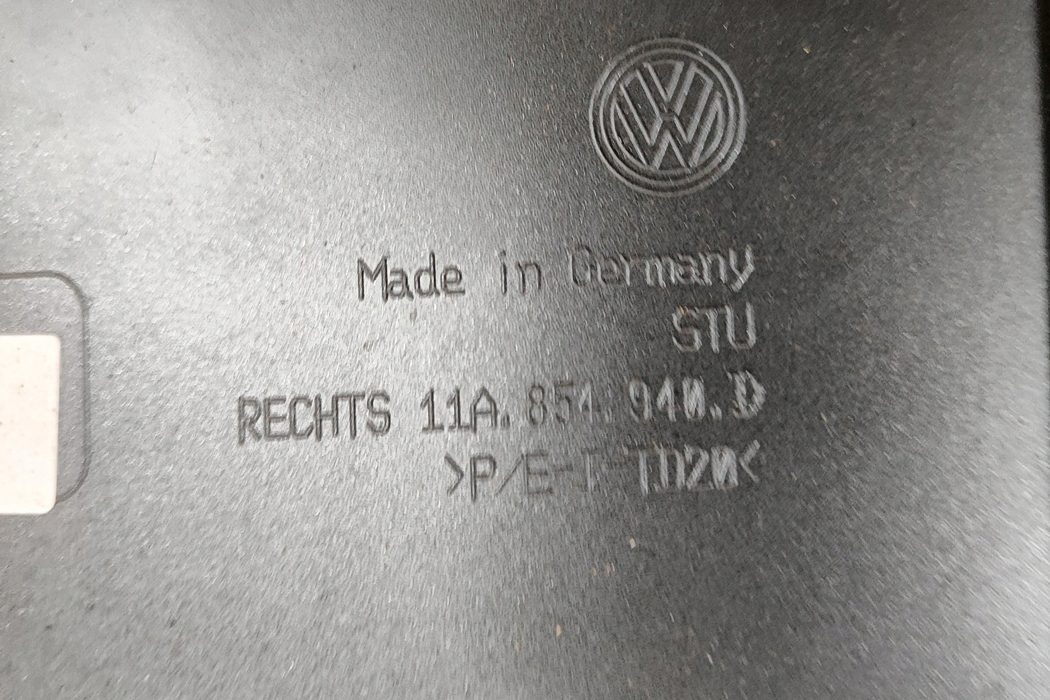 Made in Germany
STU
RECHTS 11A.854.940.D
>P/E-I TD20<